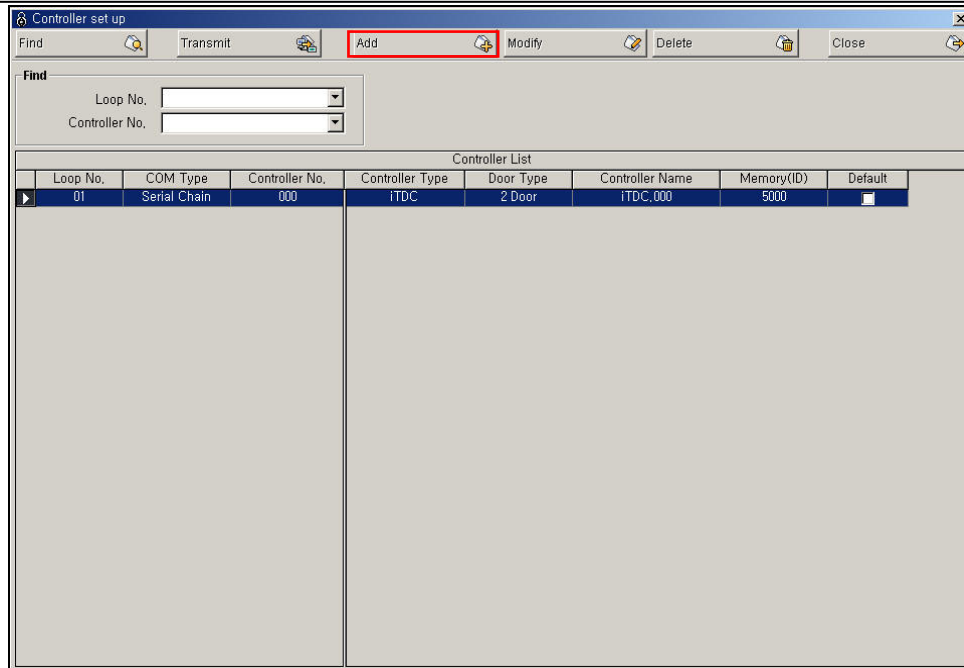 Controller set up
Find Transmit Add Modify Delete Close
Find
Loop No,
Controller No,
Controller List
Loop No, COM Type Controller No, Controller Type Door Type Controller Name Memory(ID) Default
01 Serial Chain 000 iTDC 2 Door iTDC,000 5000